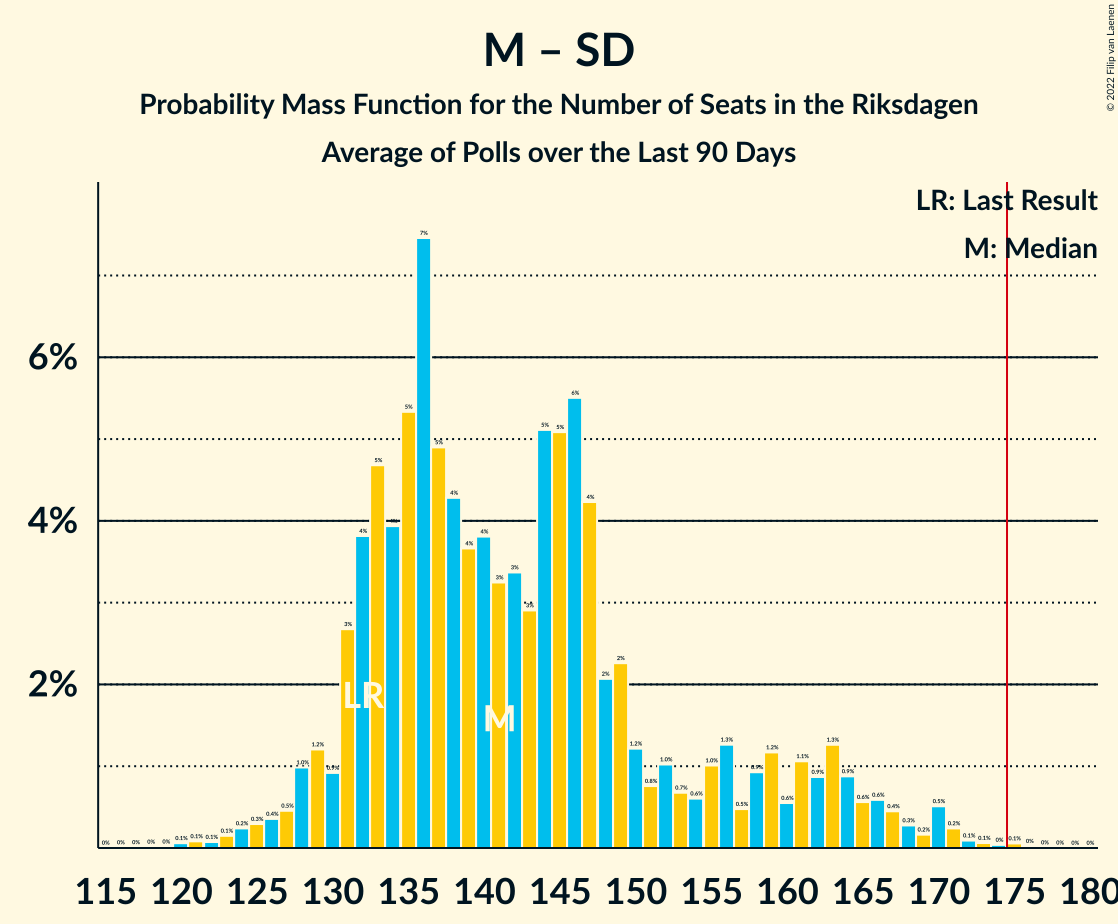 M – SD
Probability Mass Function for the Number of Seats in the Riksdagen
Average of Polls over the Last 90 Days
© 2022 Filip van Laenen
LR: Last Result
M: Median
6%
4%
2%
0% 0% 0% 0% 0% 0.1% 0.1% 0.1% 0.1% 0.2% 0.3% 0.4% 0.5% 1.0% 1.2% 0.9% 3% 4% 5% 4% 5% 7% 5% 4% 4% 4% 3% 3% 3% 5% 5% 6% 4% 2% 2% 1.2% 0.8% 1.0% 0.7% 0.6% 1.0% 1.3% 0.5% 0.9% 1.2% 0.6% 1.1% 0.9% 1.3% 0.9% 0.6% 0.6% 0.4% 0.3% 0.2% 0.5% 0.2% 0.1% 0.1% 0% 0.1% 0% 0% 0% 0% 0%
LR
M
115 120 125 130 135 140 145 150 155 160 165 170 175 180